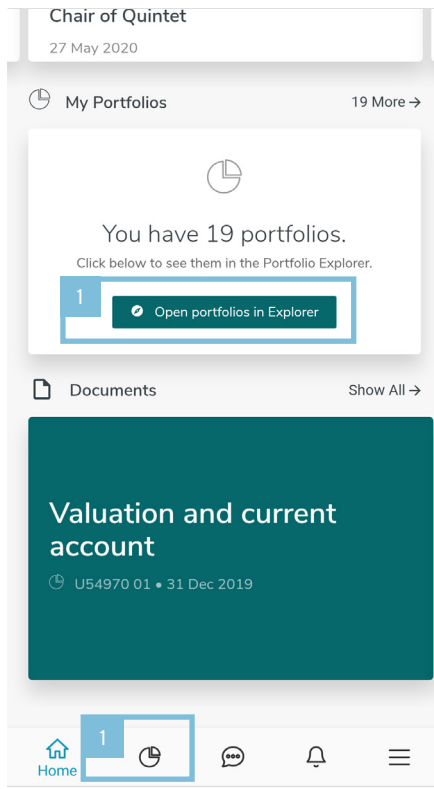 Chair of Quintet
27 May 2020
My Portfolios
19 More →
You have 19 portfolios.
Click below to see them in the Portfolio Explorer.
1
Open portfolios in Explorer
Documents
Show All →
Valuation and current
account
U54970 01 • 31 Dec 2019
1
Home